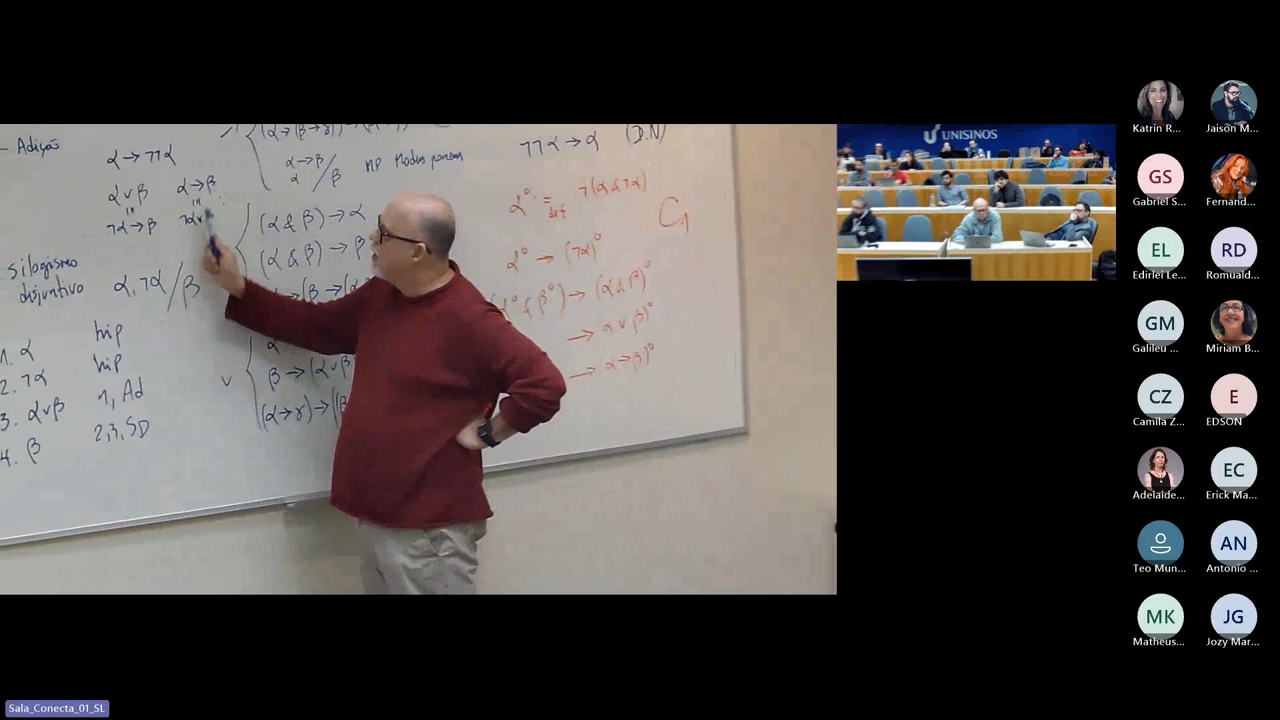 – Adição
α → ¬¬α
α ∨ β
α → β
¬α → β
silogismo
disjuntivo
α, ¬α / β
1. α hip
2. ¬α hip
3. α ∨ β 1, Ad
4. β 2,3, SD
α → β
α / β
MP Modus ponens
(α & β) → α
(α & β) → β
∨
¬¬α → α (D.N)
α° = def ¬(α & ¬α)
C₁
α° → (¬α)°
& β°) → (α & β)°
→ (α ∨ β)°
→ (α → β)°
UNISINOS
Katrin R...
Jaison M...
GS
Gabriel S...
Fernand...
EL
Edirlei Le...
RD
Romuald...
GM
Galileu ...
Miriam B...
CZ
Camila Z...
E
EDSON
Adelaide...
EC
Erick Ma...
Teo Mun...
AN
Antonio ...
MK
Matheus...
JG
Jozy Mar...
Sala_Conecta_01_SL